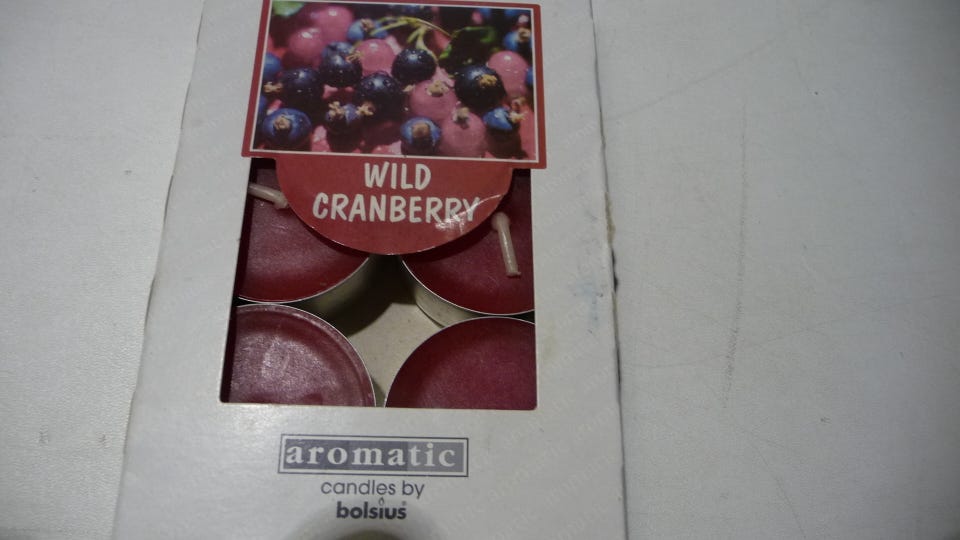 WILD
CRANBERRY
aromatic
candles by
bolsius